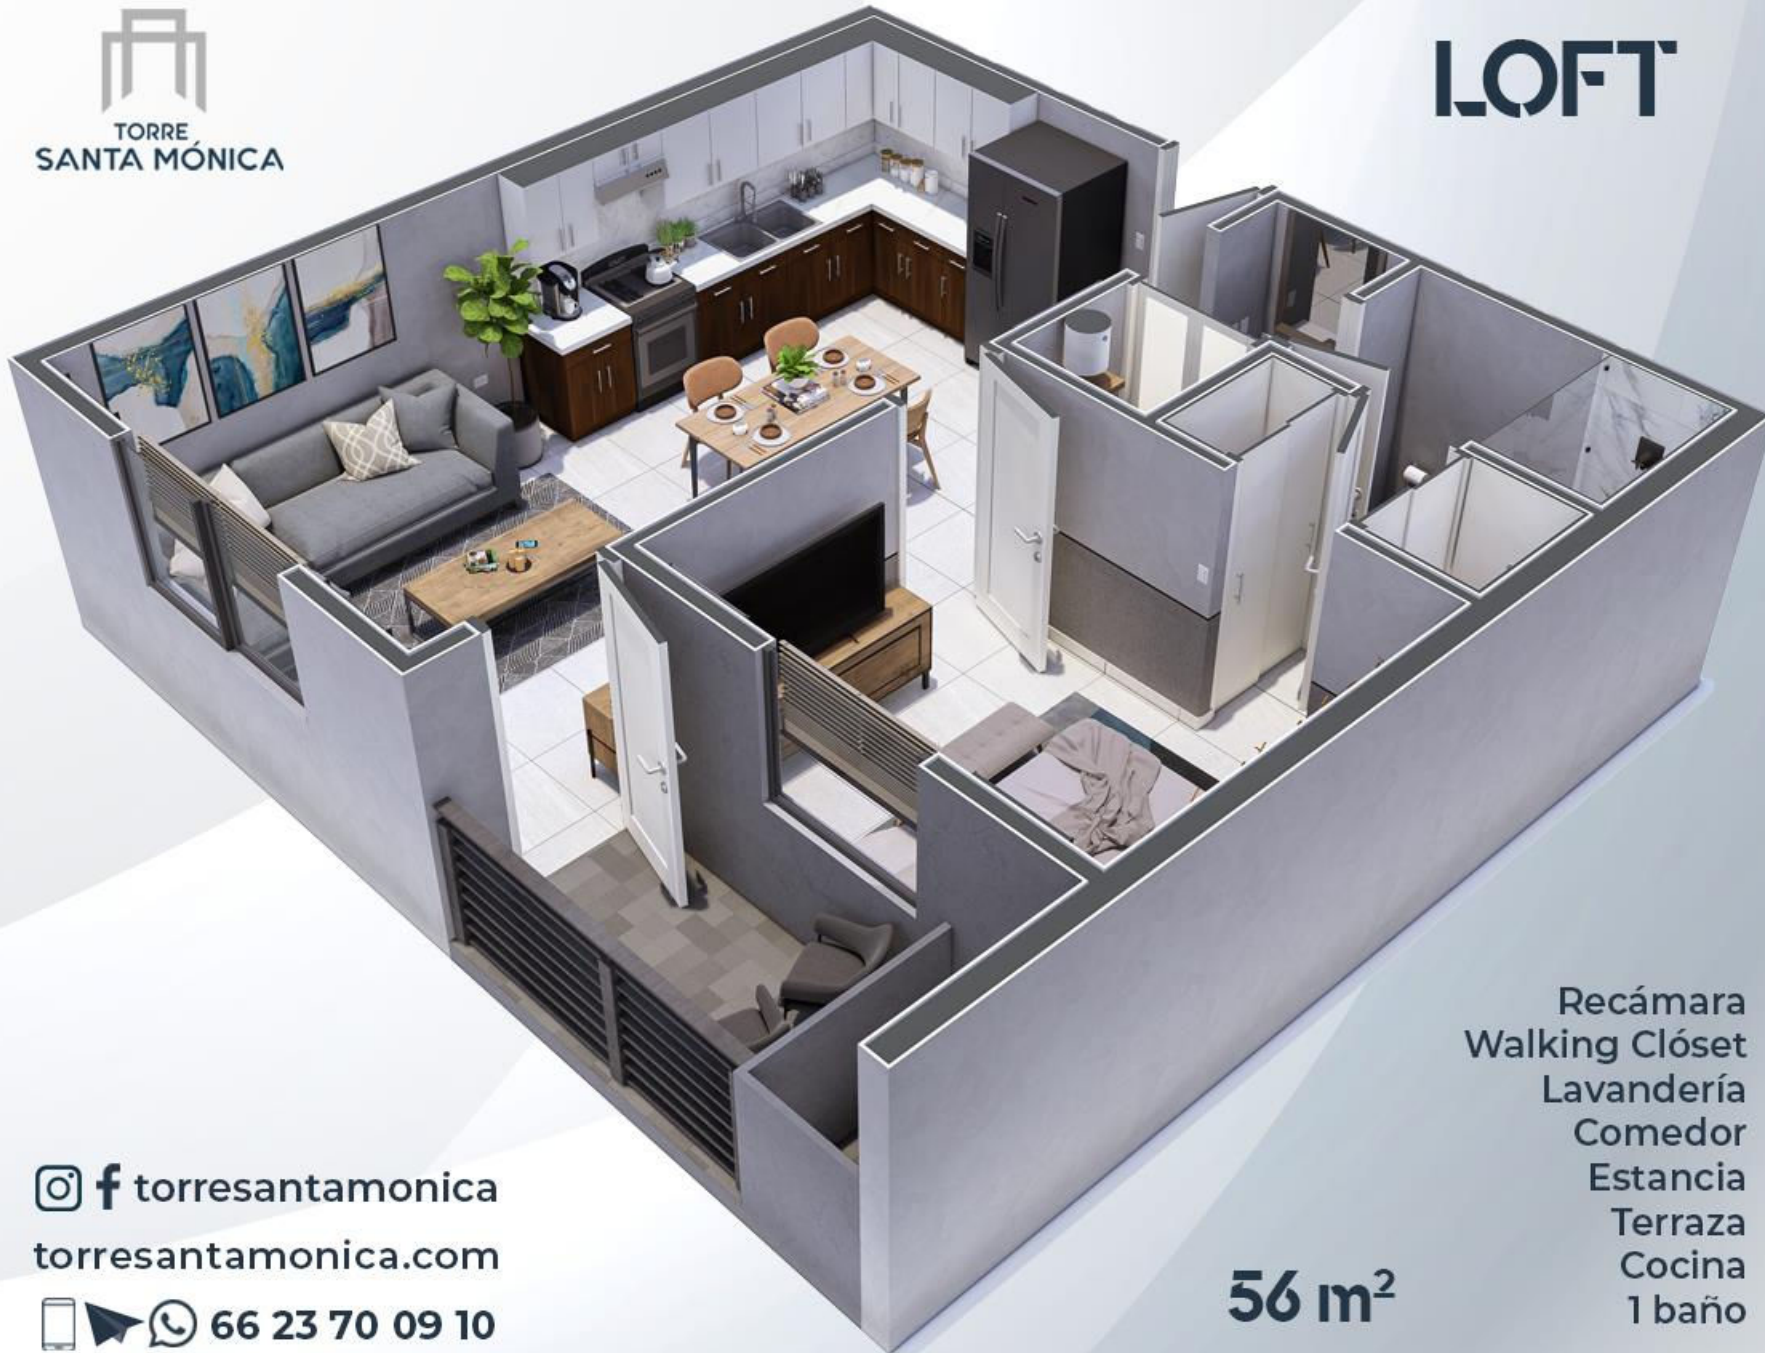 TORRE
SANTA MÓNICA
LOFT
Recámara
Walking Clóset
Lavandería
Comedor
Estancia
Terraza
Cocina
1 baño
56 m²
torresantamonica
torresantamonica.com
66 23 70 09 10